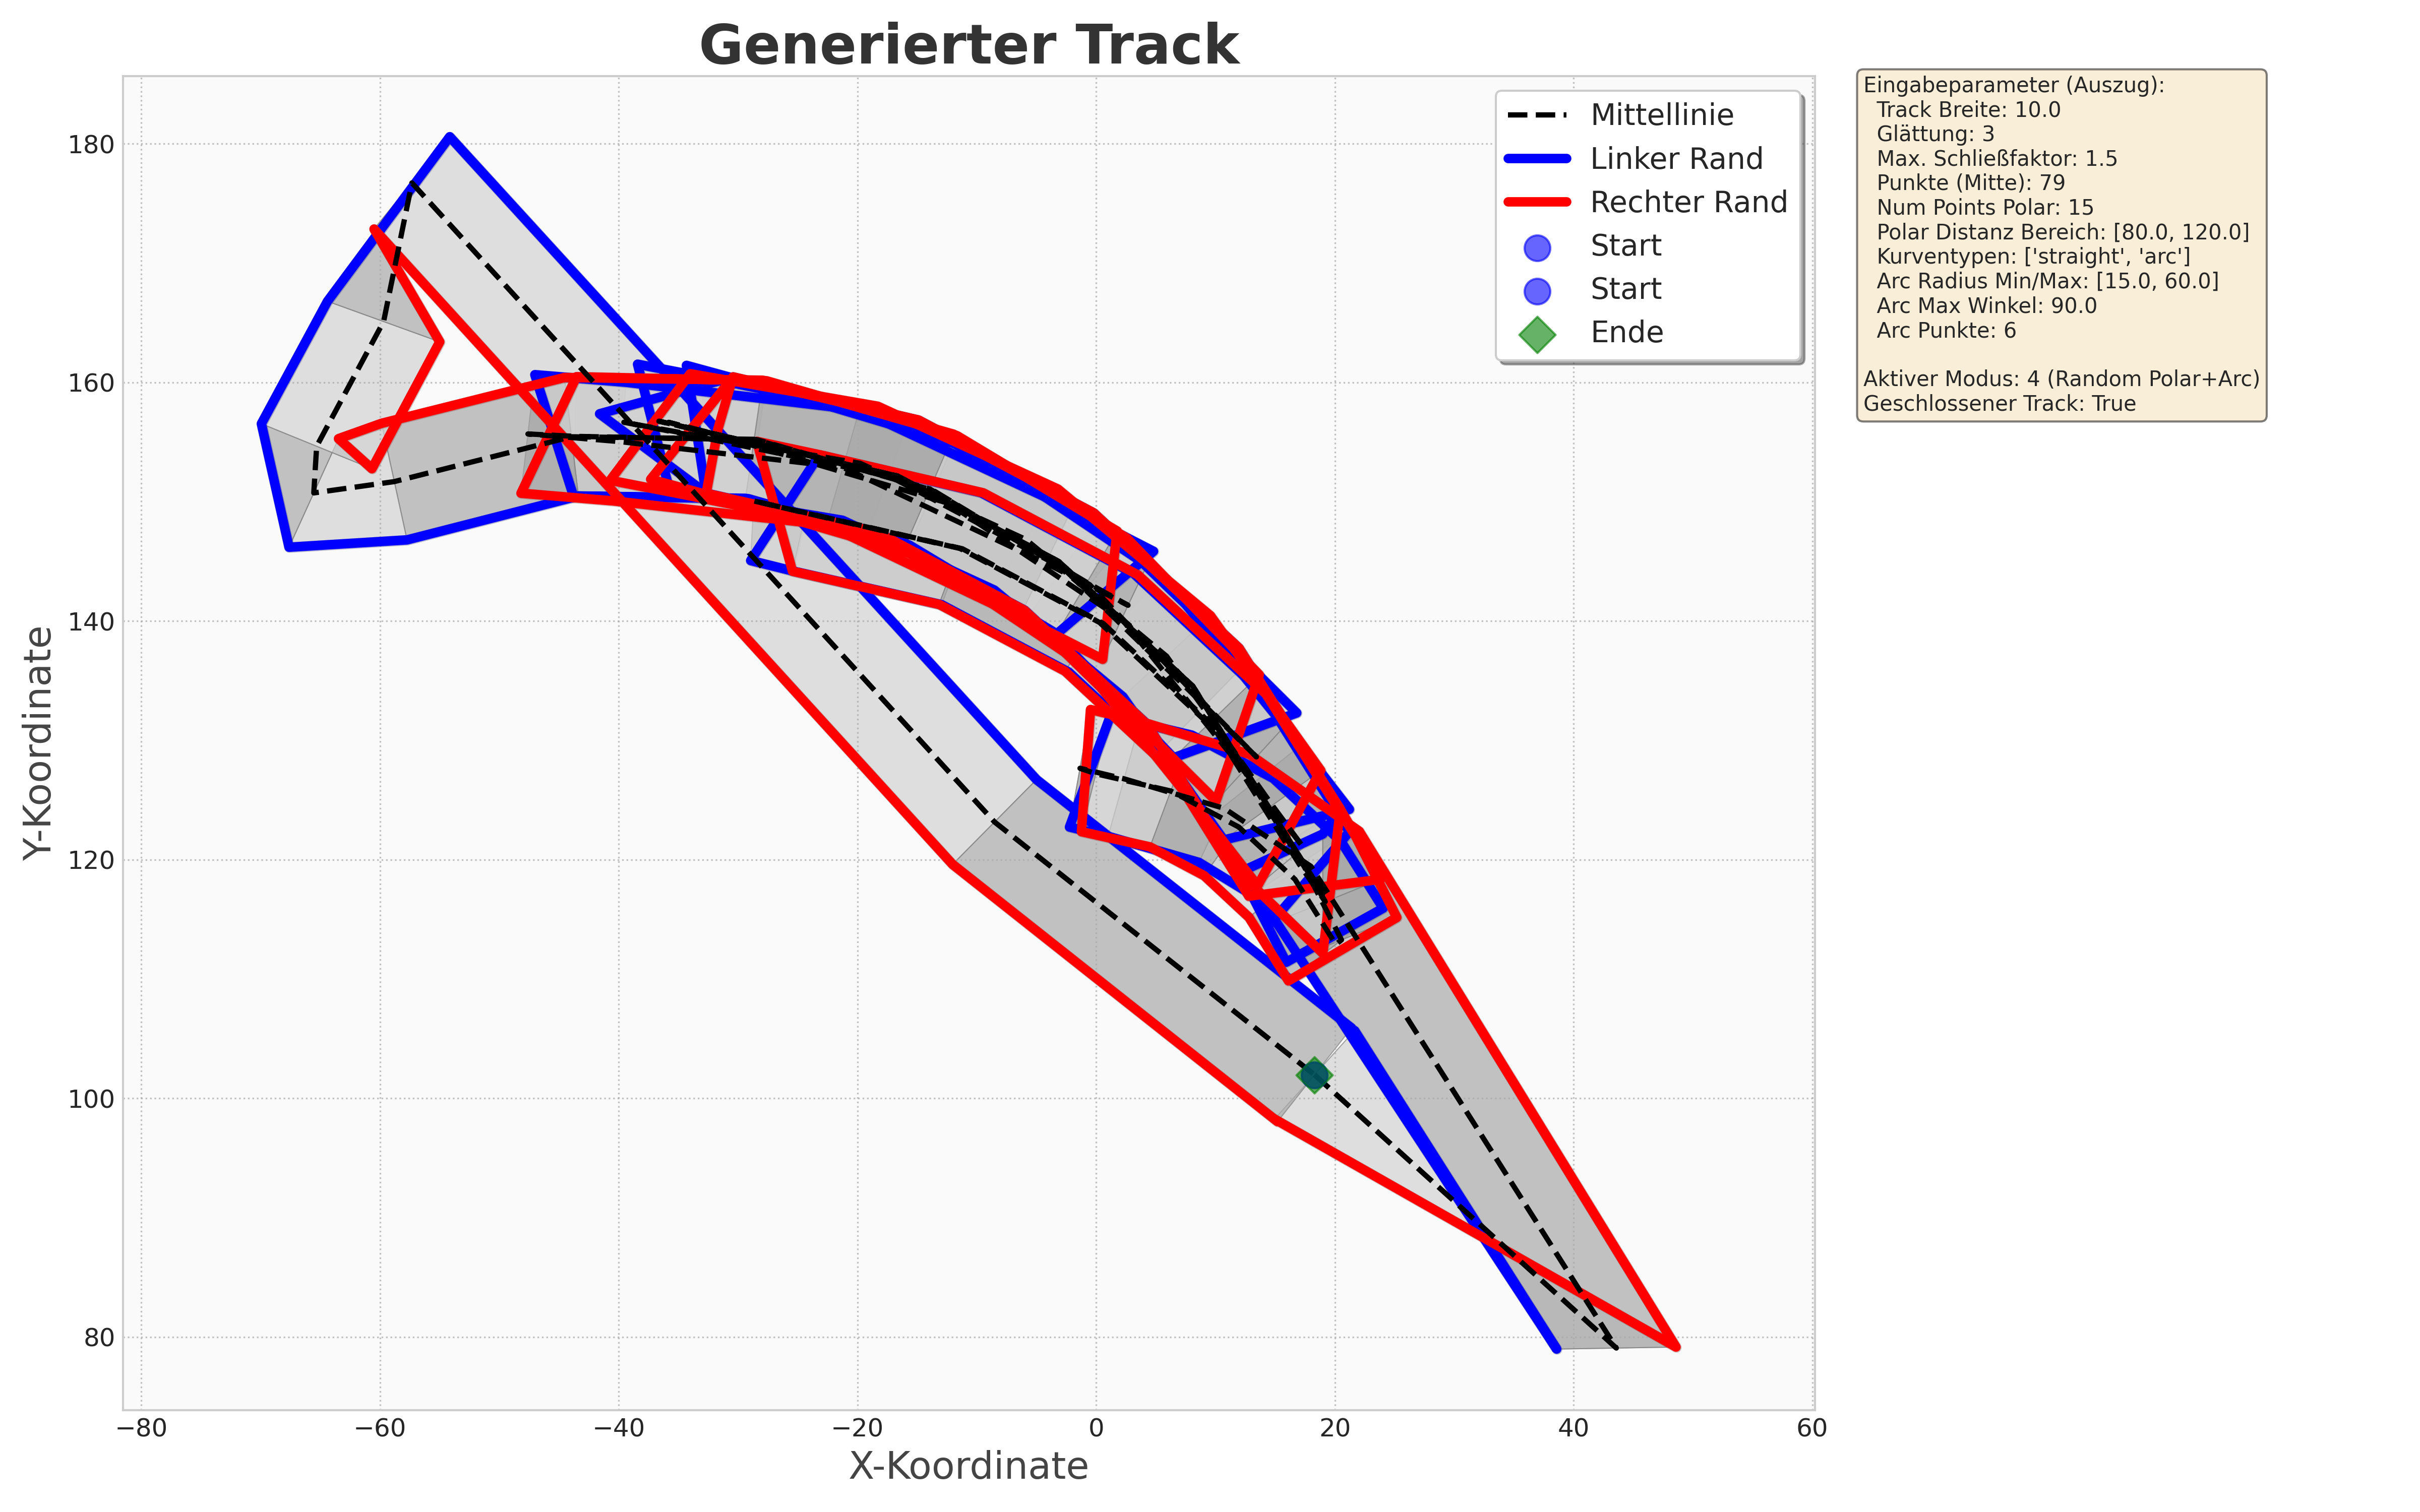 Generierter Track
Mittellinie
Linker Rand
Rechter Rand
Start
Start
Ende
Eingabeparameter (Auszug):
Track Breite: 10.0
Glättung: 3
Max. Schließfaktor: 1.5
Punkte (Mitte): 79
Num Points Polar: 15
Polar Distanz Bereich: [80.0, 120.0]
Kurventypen: ['straight', 'arc']
Arc Radius Min/Max: [15.0, 60.0]
Arc Max Winkel: 90.0
Arc Punkte: 6
Aktiver Modus: 4 (Random Polar+Arc)
Geschlossener Track: True
Y-Koordinate
180
160
140
120
100
80
−80
−60
−40
−20
0
20
40
60
X-Koordinate